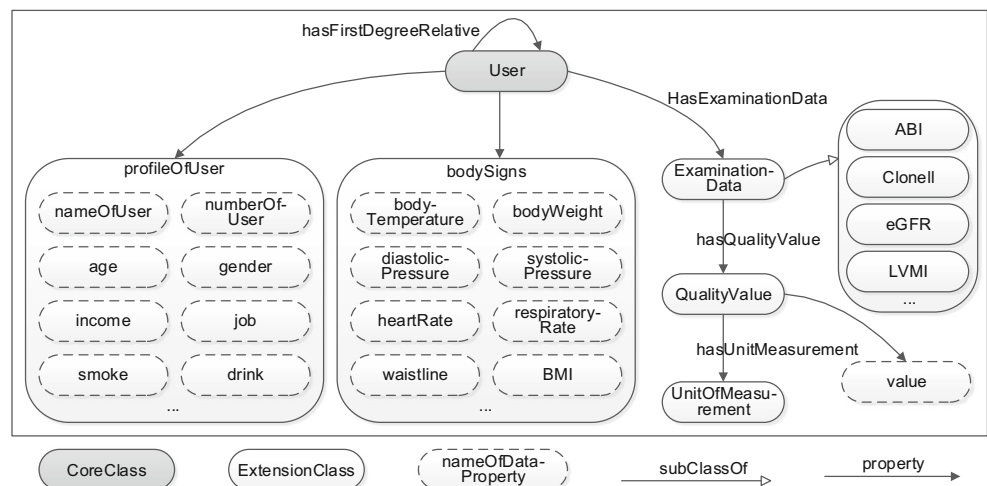 hasFirstDegreeRelative
User
HasExaminationData
profileOfUser
nameOfUser
numberOf-
User
age
gender
income
job
smoke
drink
...
bodySigns
body-
Temperature
bodyWeight
diastolic-
Pressure
systolic-
Pressure
heartRate
respiratory-
Rate
waistline
BMI
...
Examination-
Data
hasQualityValue
QualityValue
hasUnitMeasurement
UnitOfMeasu-
rement
value
ABI
Clonell
eGFR
LVMI
...
CoreClass
ExtensionClass
nameOfData-
Property
subClassOf
property